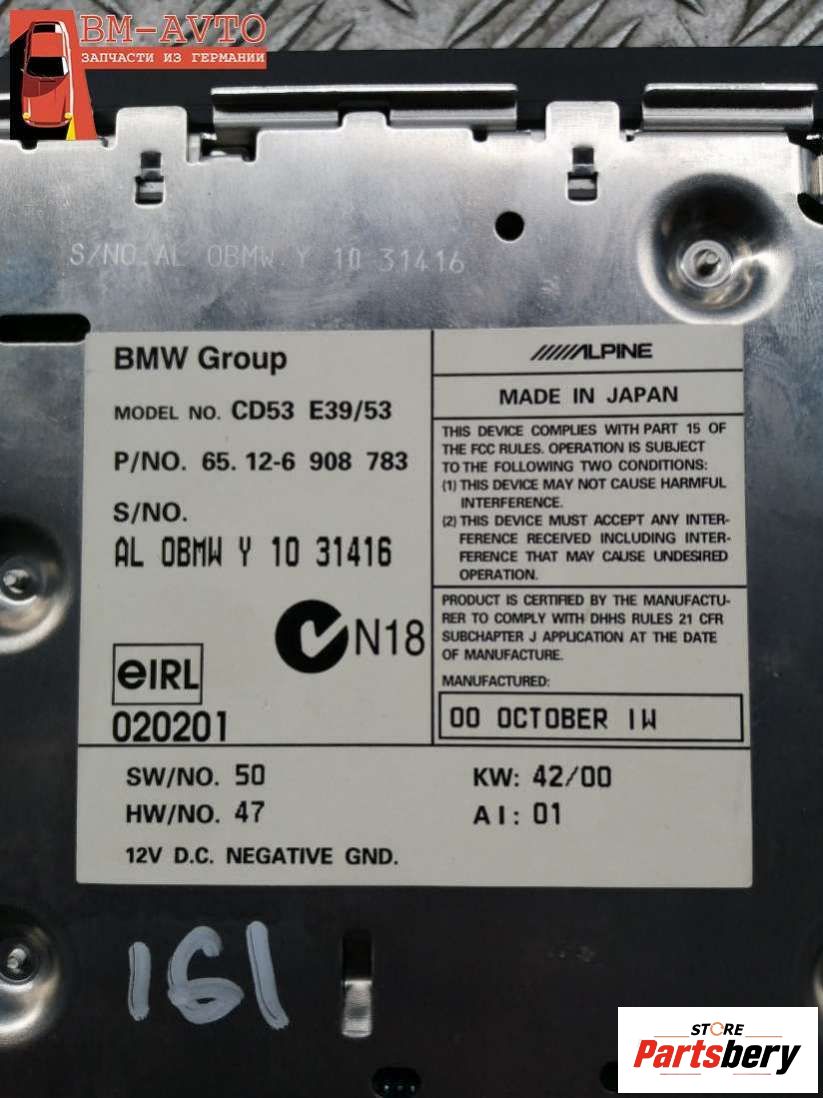 ВМ-АVТО
ЗАПЧАСТИ ИЗ ГЕРМАНИИ
S/NO.AL 0BMW Y 10 31416
BMW Group
MODEL NO. CD53 E39/53
P/NO. 65.12-6 908 783
S/NO.
AL 0BMW Y 10 31416
N18
eIRL
020201
ALPINE
MADE IN JAPAN
THIS DEVICE COMPLIES WITH PART 15 OF
THE FCC RULES. OPERATION IS SUBJECT
TO THE FOLLOWING TWO CONDITIONS:
(1) THIS DEVICE MAY NOT CAUSE HARMFUL
INTERFERENCE.
(2) THIS DEVICE MUST ACCEPT ANY INTER-
FERENCE RECEIVED INCLUDING INTER-
FERENCE THAT MAY CAUSE UNDESIRED
OPERATION.
PRODUCT IS CERTIFIED BY THE MANUFACTU-
RER TO COMPLY WITH DHHS RULES 21 CFR
SUBCHAPTER J APPLICATION AT THE DATE
OF MANUFACTURE.
MANUFACTURED:
00 OCTOBER 1W
SW/NO. 50
HW/NO. 47
12V D.C. NEGATIVE GND.
KW: 42/00
AI: 01
161
STORE
Partsbery